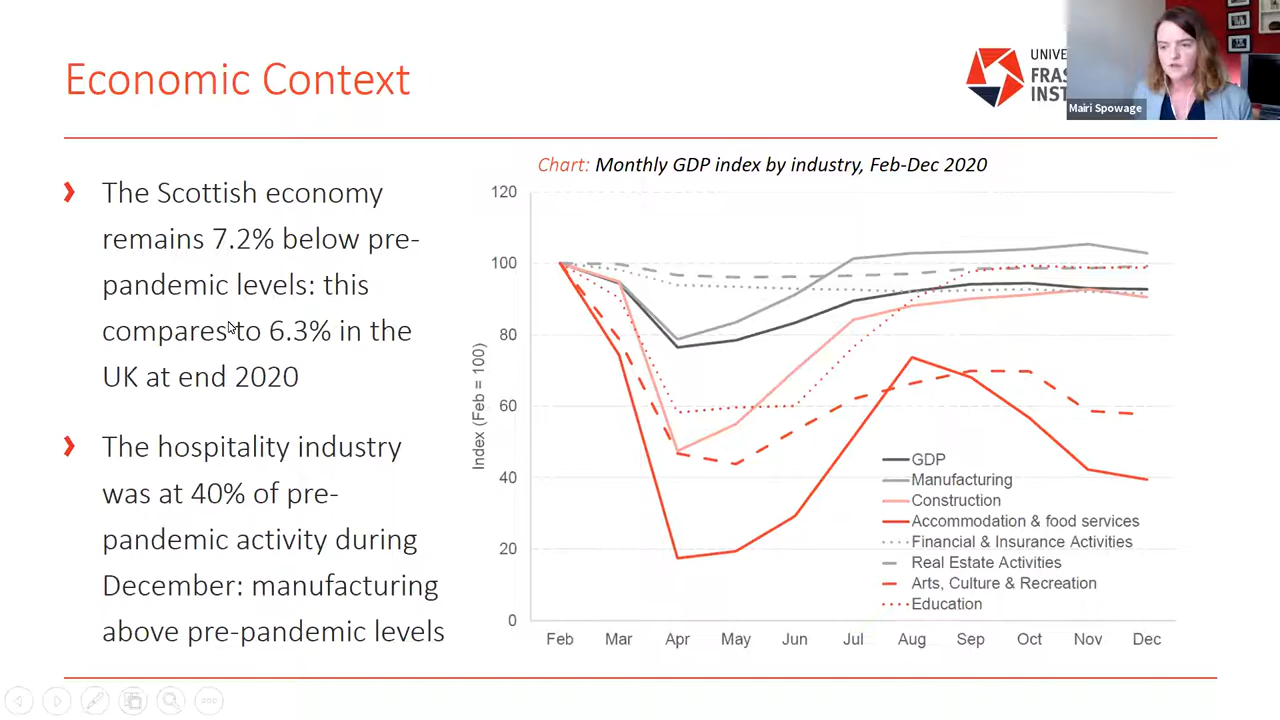 Economic Context
UNIVE
FRAS
INST
Mairi Spowage
The Scottish economy
remains 7.2% below pre-
pandemic levels: this
compares to 6.3% in the
UK at end 2020
The hospitality industry
was at 40% of pre-
pandemic activity during
December: manufacturing
above pre-pandemic levels
Chart: Monthly GDP index by industry, Feb-Dec 2020
Index (Feb = 100)
120
100
80
60
40
20
0
Feb Mar Apr May Jun Jul Aug Sep Oct Nov Dec
GDP
Manufacturing
Construction
Accommodation & food services
Financial & Insurance Activities
Real Estate Activities
Arts, Culture & Recreation
Education